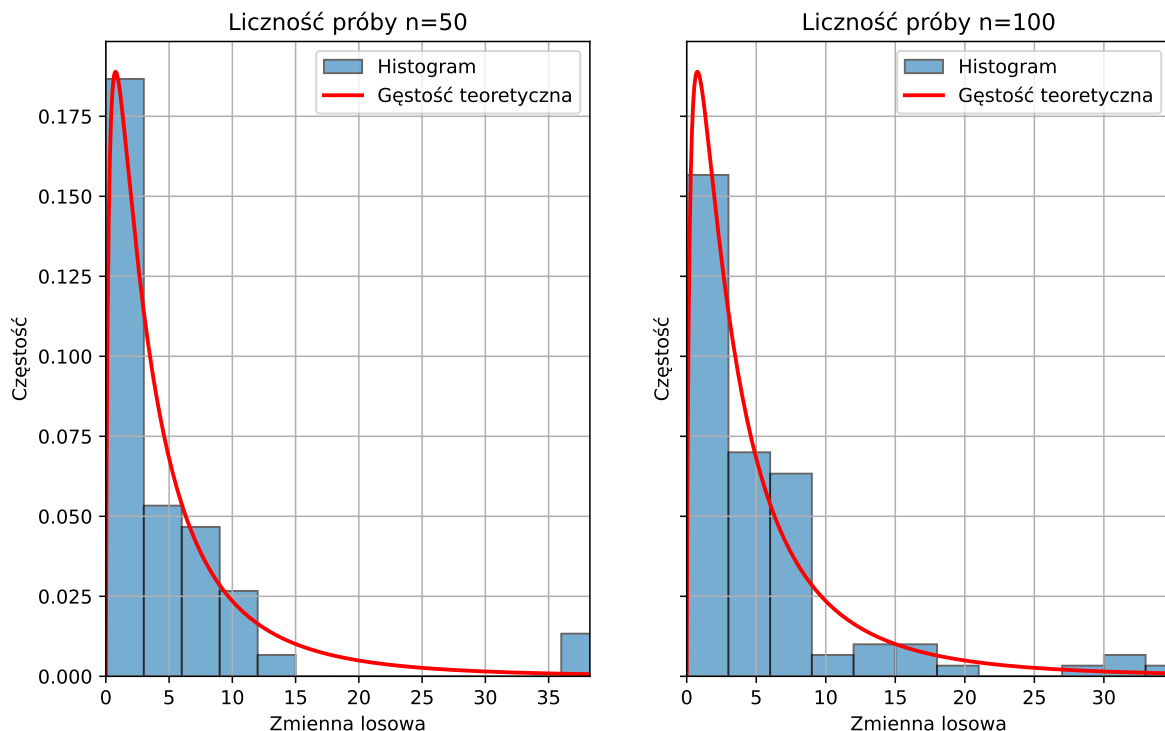 Liczność próby n=50
Histogram
Gęstość teoretyczna
0.175
0.150
0.125
0.100
0.075
0.050
0.025
0.000
Częstość
0 5 10 15 20 25 30 35
Zmienna losowa
Liczność próby n=100
Histogram
Gęstość teoretyczna
Częstość
0 5 10 15 20 25 30
Zmienna losowa